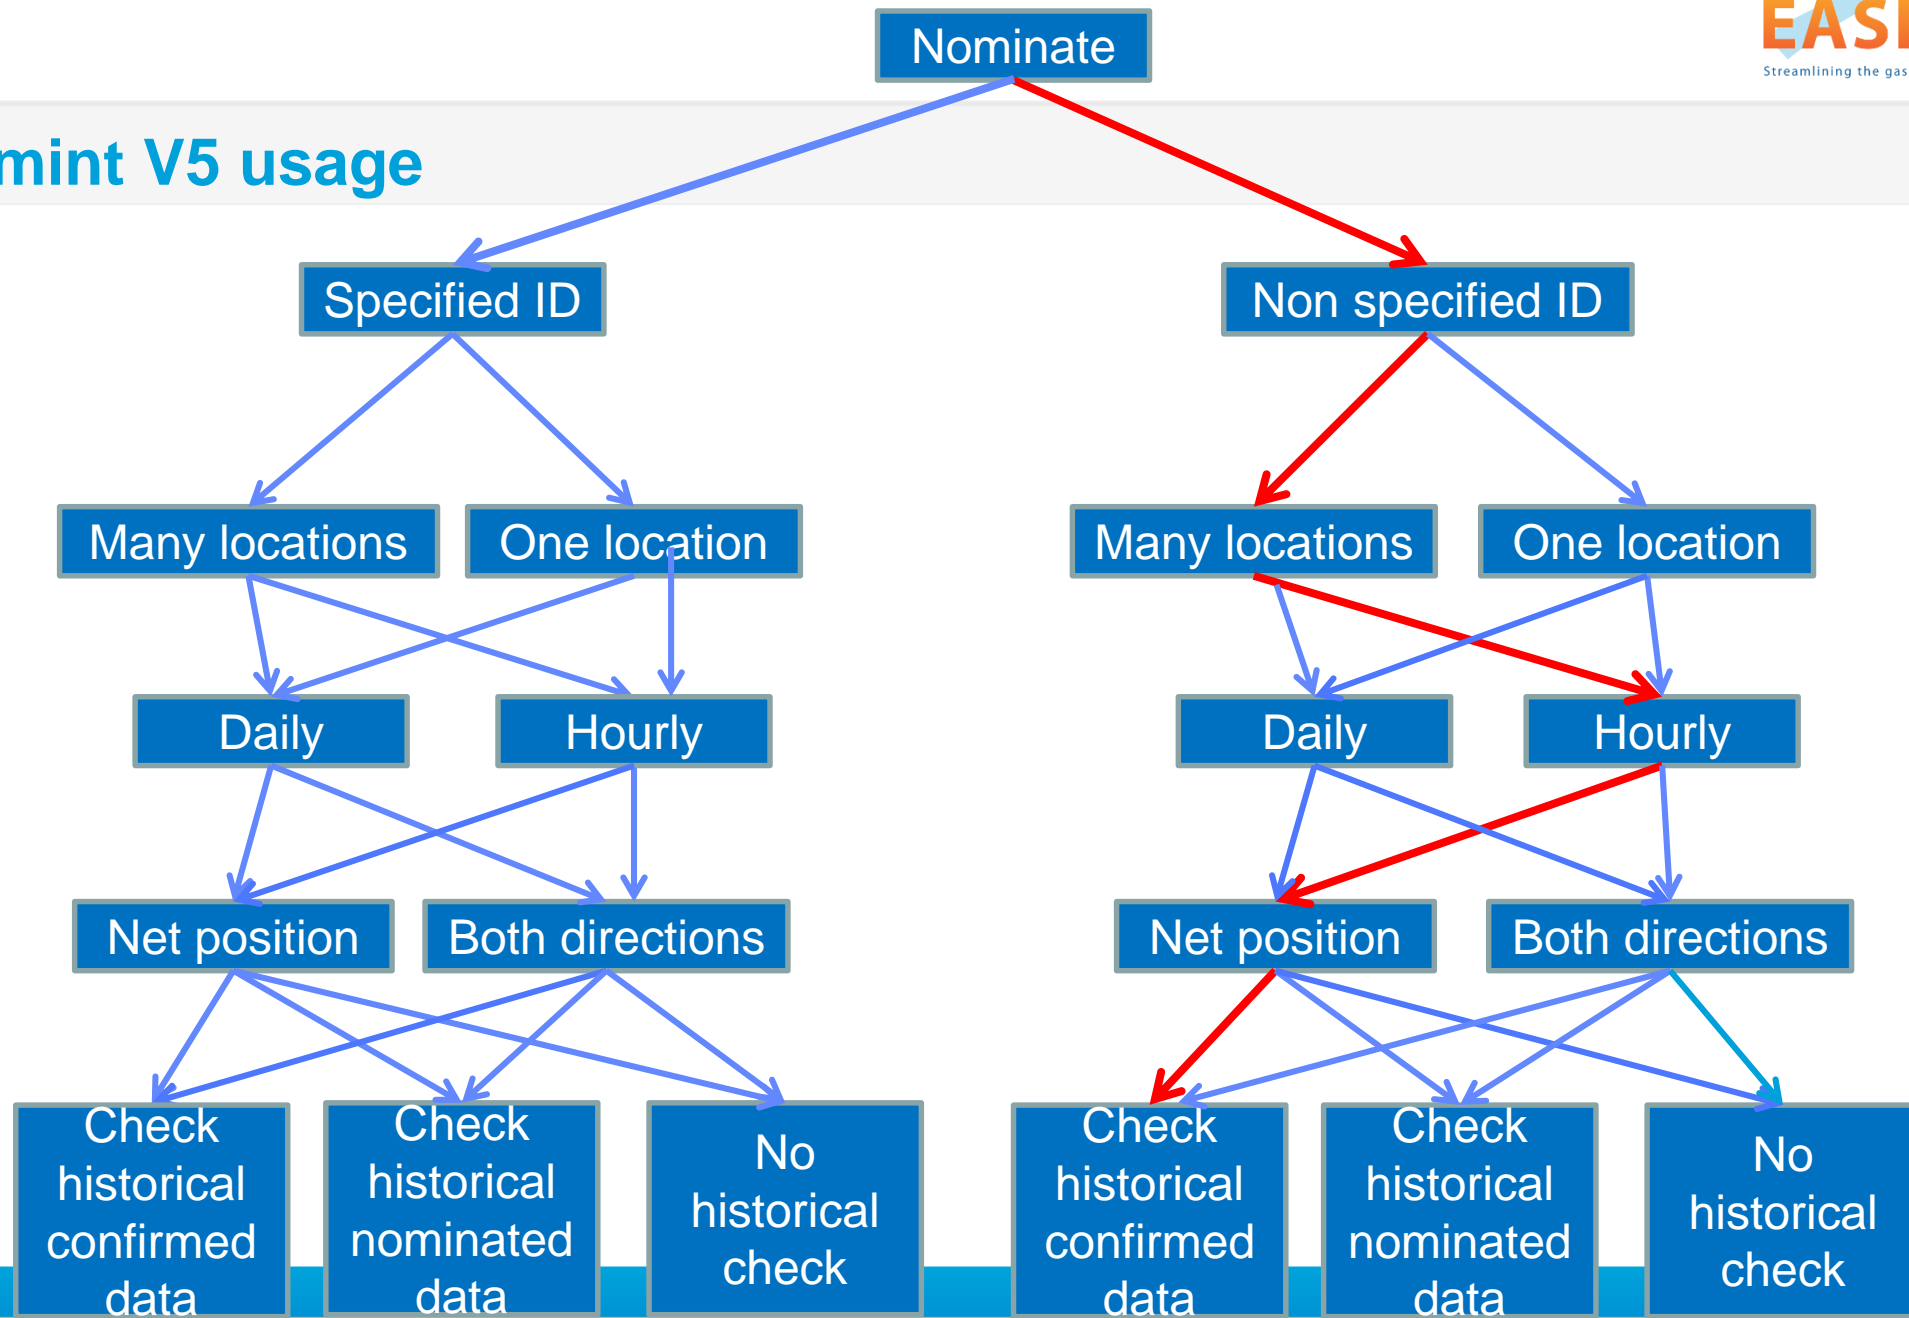 Nominate
EASE
Streamlining the gas
mint V5 usage
Specified ID
Non specified ID
Many locations
One location
Many locations
One location
Daily
Hourly
Daily
Hourly
Net position
Both directions
Net position
Both directions
Check
historical
confirmed
data
Check
historical
nominated
data
No
historical
check
Check
historical
confirmed
data
Check
historical
nominated
data
No
historical
check